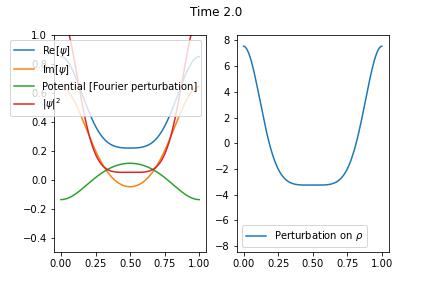 Time 2.0
1.0
0.8
0.6
0.4
0.2
0.0
−0.2
−0.4
Re[ψ]
Im[ψ]
Potential [Fourier perturbation]
|ψ|²
0.00 0.25 0.50 0.75 1.00
8
6
4
2
0
−2
−4
−6
−8
Perturbation on ρ
0.00 0.25 0.50 0.75 1.00